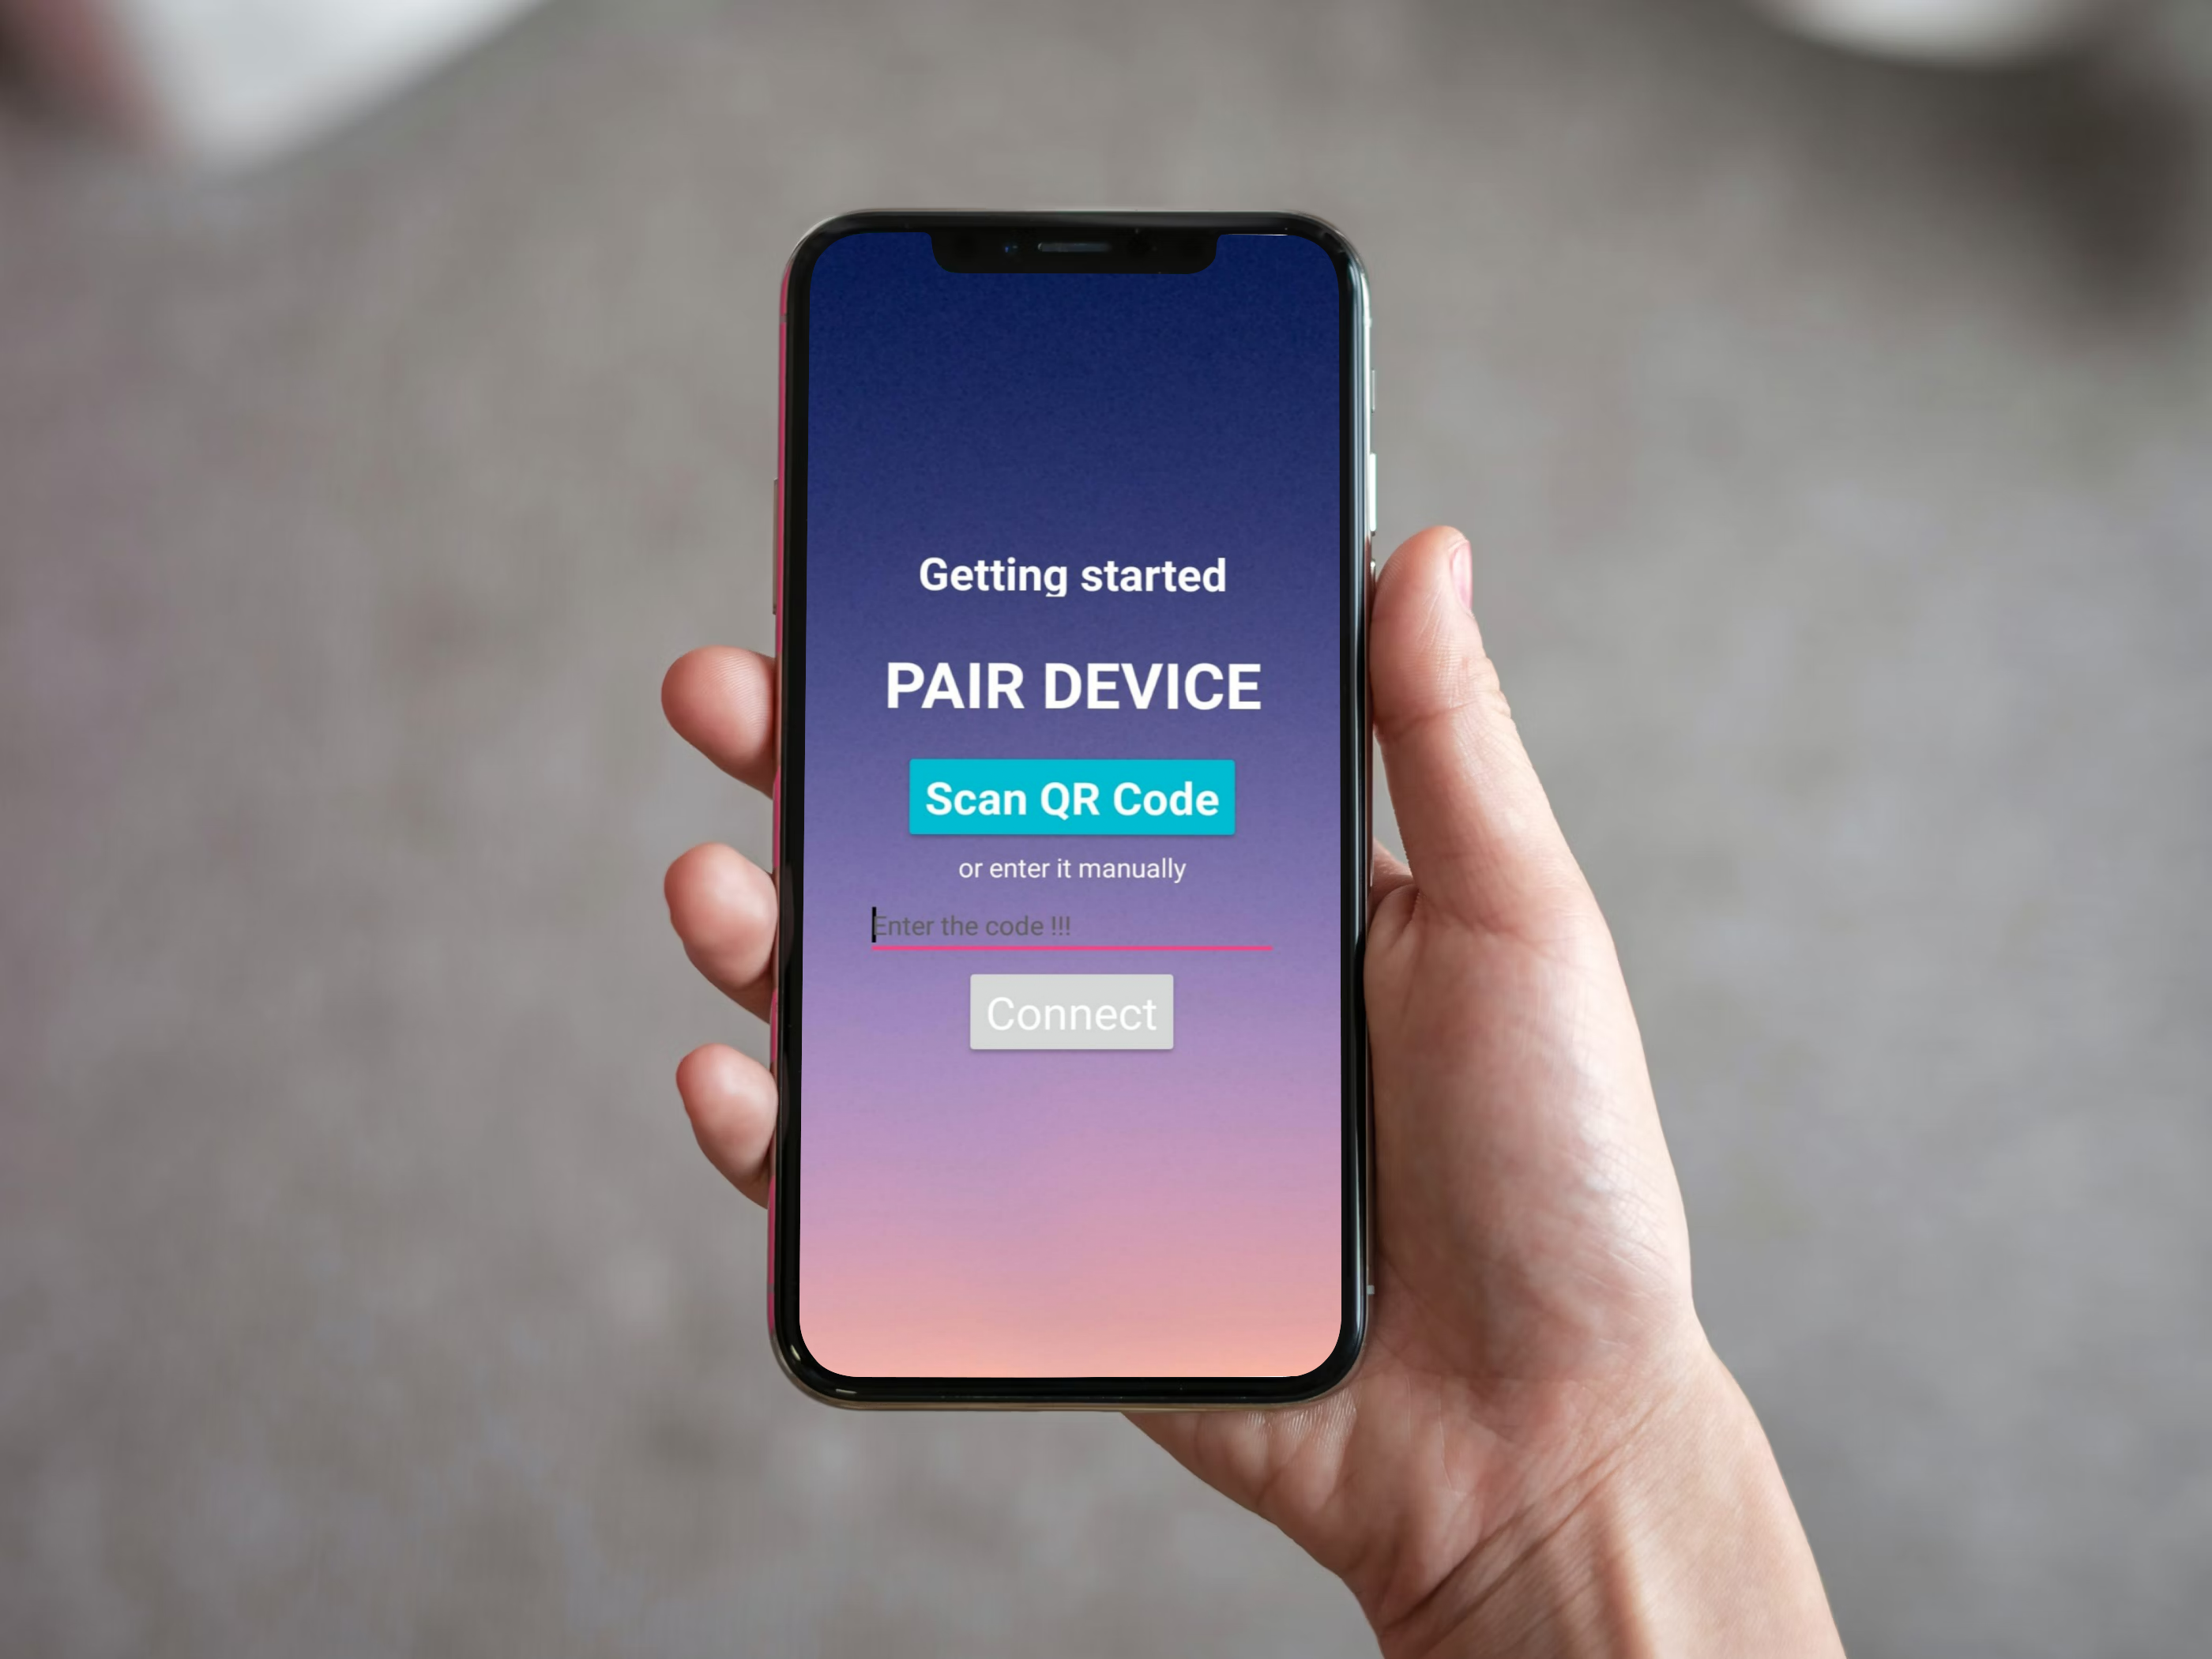 Getting started
PAIR DEVICE
Scan QR Code
or enter it manually
Enter the code !!!
Connect